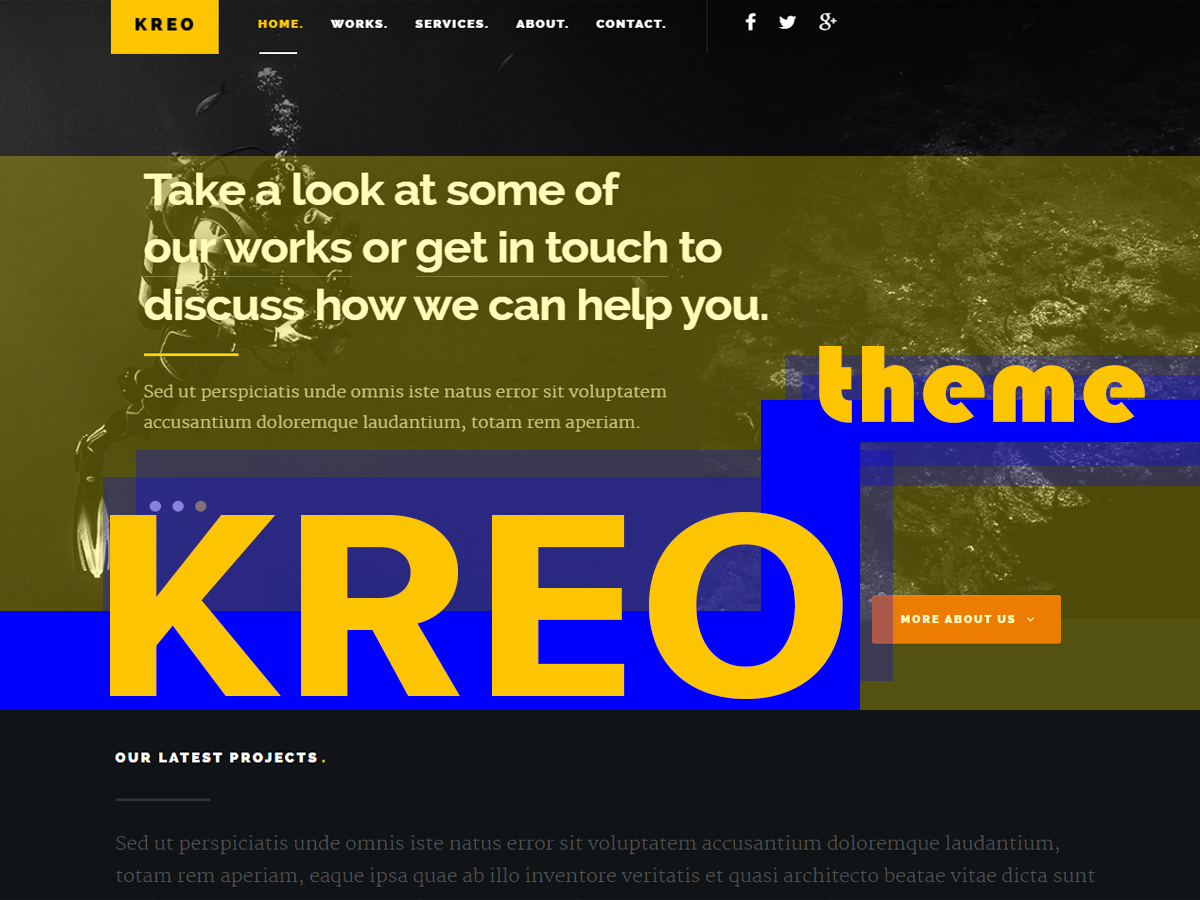 KREO
HOME. WORKS. SERVICES. ABOUT. CONTACT.
Take a look at some of
our works or get in touch to
discuss how we can help you.
Sed ut perspiciatis unde omnis iste natus error sit voluptatem
accusantium doloremque laudantium, totam rem aperiam.
theme
KREO
MORE ABOUT US
OUR LATEST PROJECTS.
Sed ut perspiciatis unde omnis iste natus error sit voluptatem accusantium doloremque laudantium,
totam rem aperiam, eaque ipsa quae ab illo inventore veritatis et quasi architecto beatae vitae dicta sunt